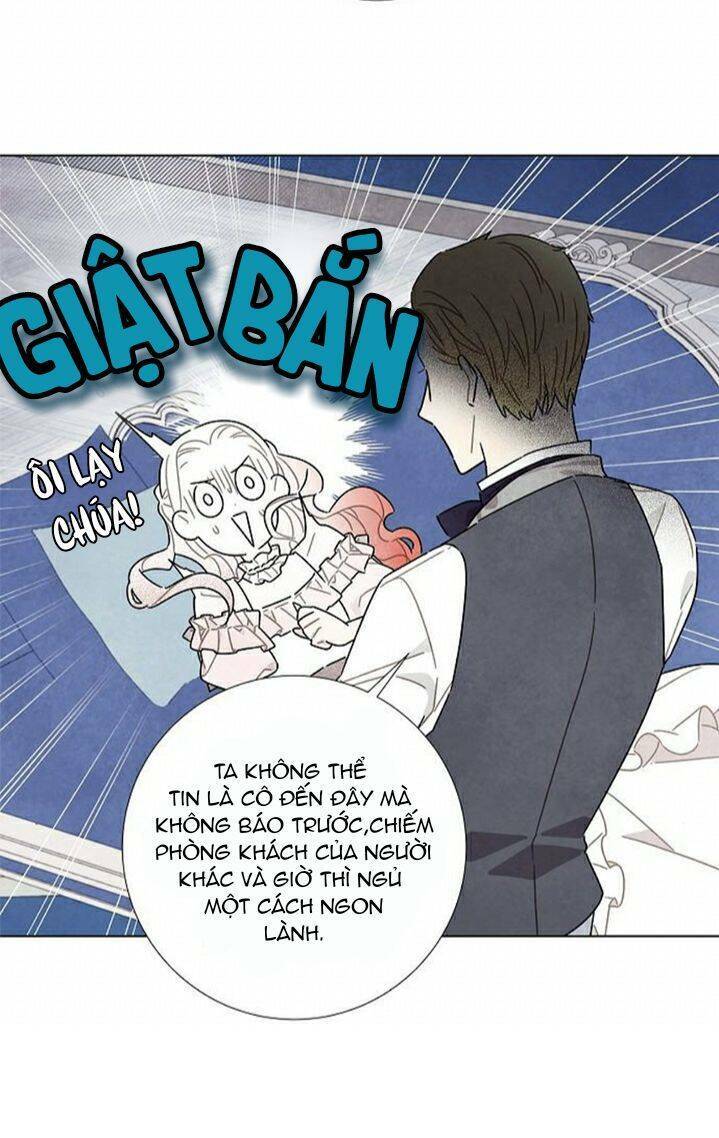 GIẬT BẮN
ÔI LẠY
CHÚA!
TA KHÔNG THỂ
TIN LÀ CÔ ĐẾN ĐÂY MÀ
KHÔNG BÁO TRƯỚC,CHIẾM
PHÒNG KHÁCH CỦA NGƯỜI
KHÁC VÀ GIỜ THÌ NGỦ
MỘT CÁCH NGON
LÀNH.